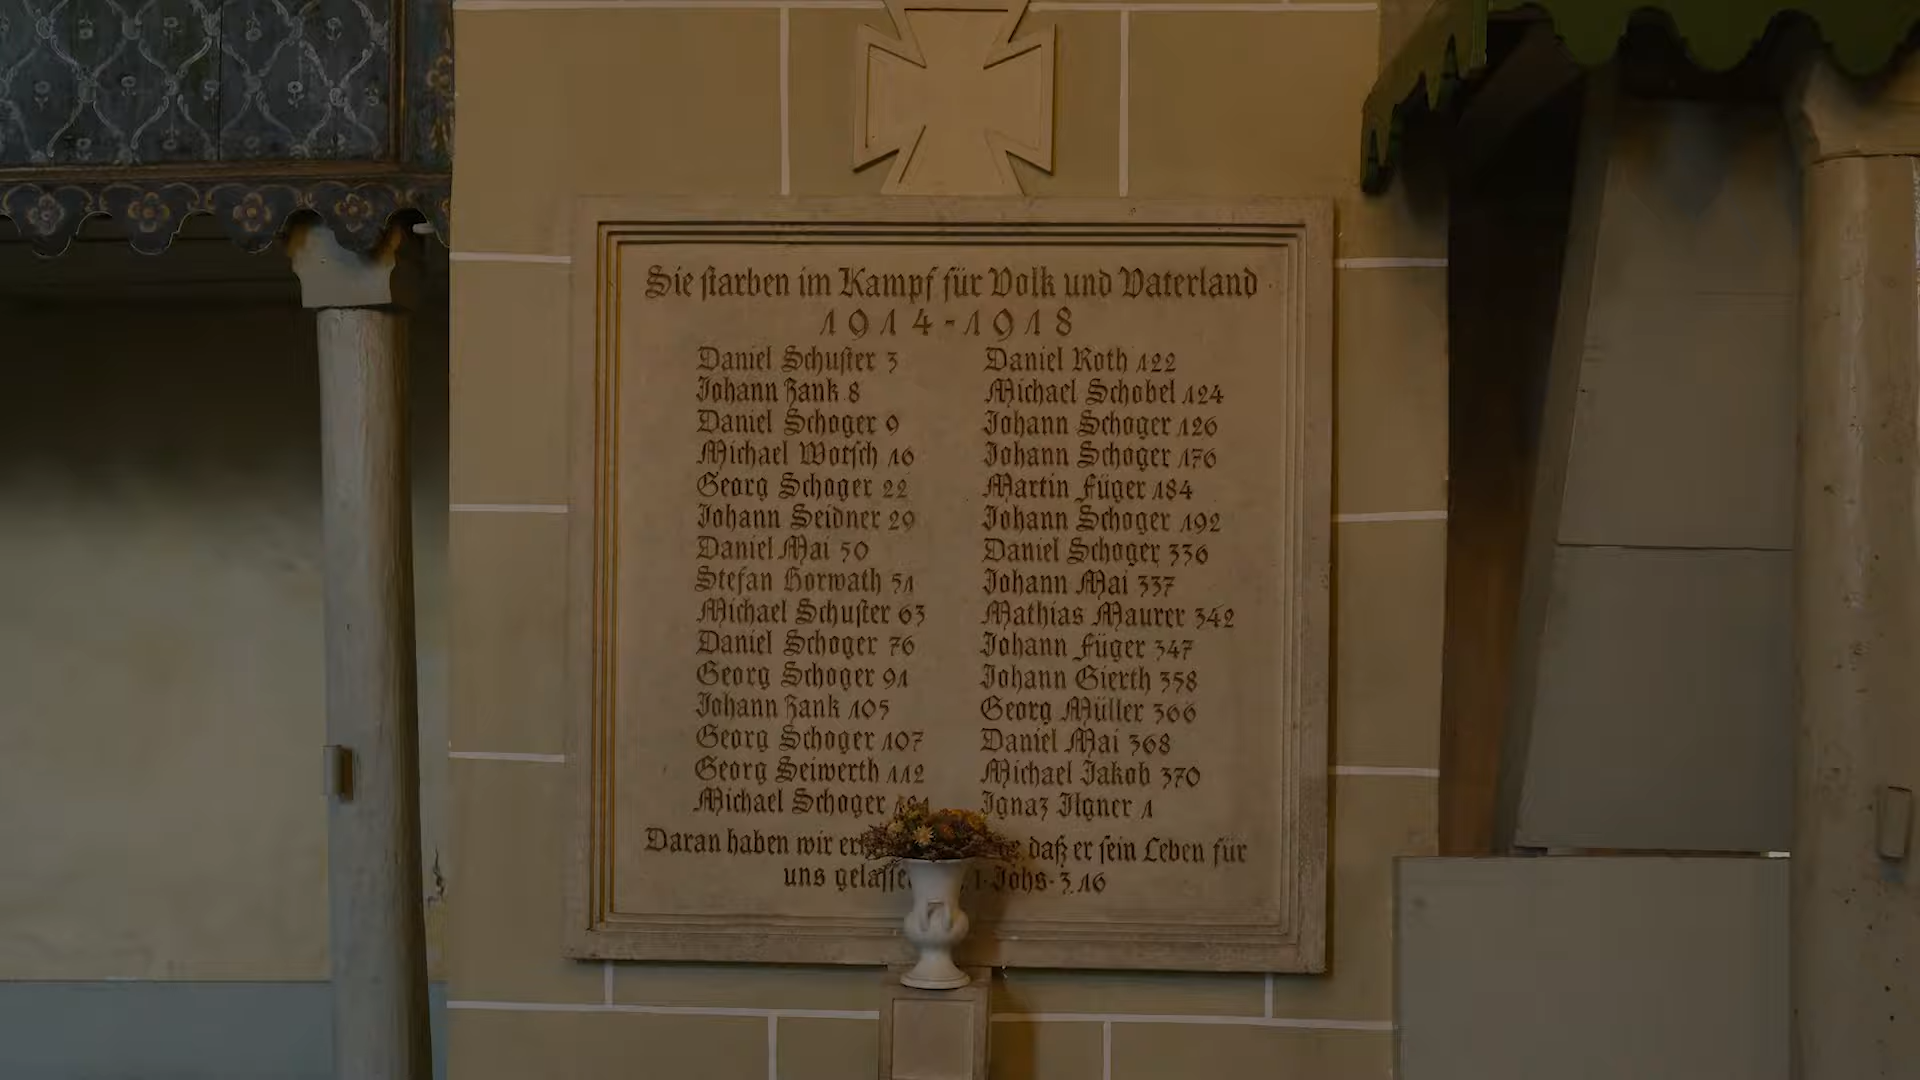 Sie starben im Kampf für Volk und Vaterland
1914-1918
Daniel Schuster 3
Johann Zank 8
Daniel Schoger 9
Michael Wotsch 16
Georg Schoger 22
Johann Seidner 29
Daniel Mai 50
Stefan Horwath 51
Michael Schuster 63
Daniel Schoger 76
Georg Schoger 91
Johann Zank 105
Georg Schoger 107
Georg Seiwerth 112
Michael Schoger
Daniel Roth 122
Michael Schobel 124
Johann Schoger 126
Johann Schoger 176
Martin Füger 184
Johann Schoger 192
Daniel Schoger 336
Johann Mai 337
Mathias Maurer 342
Johann Füger 347
Johann Gierth 358
Georg Müller 366
Daniel Mai 368
Michael Jakob 370
Ignaz Ilgner 1
Daran haben wir daß er sein Leben für
uns Johs. 3.16